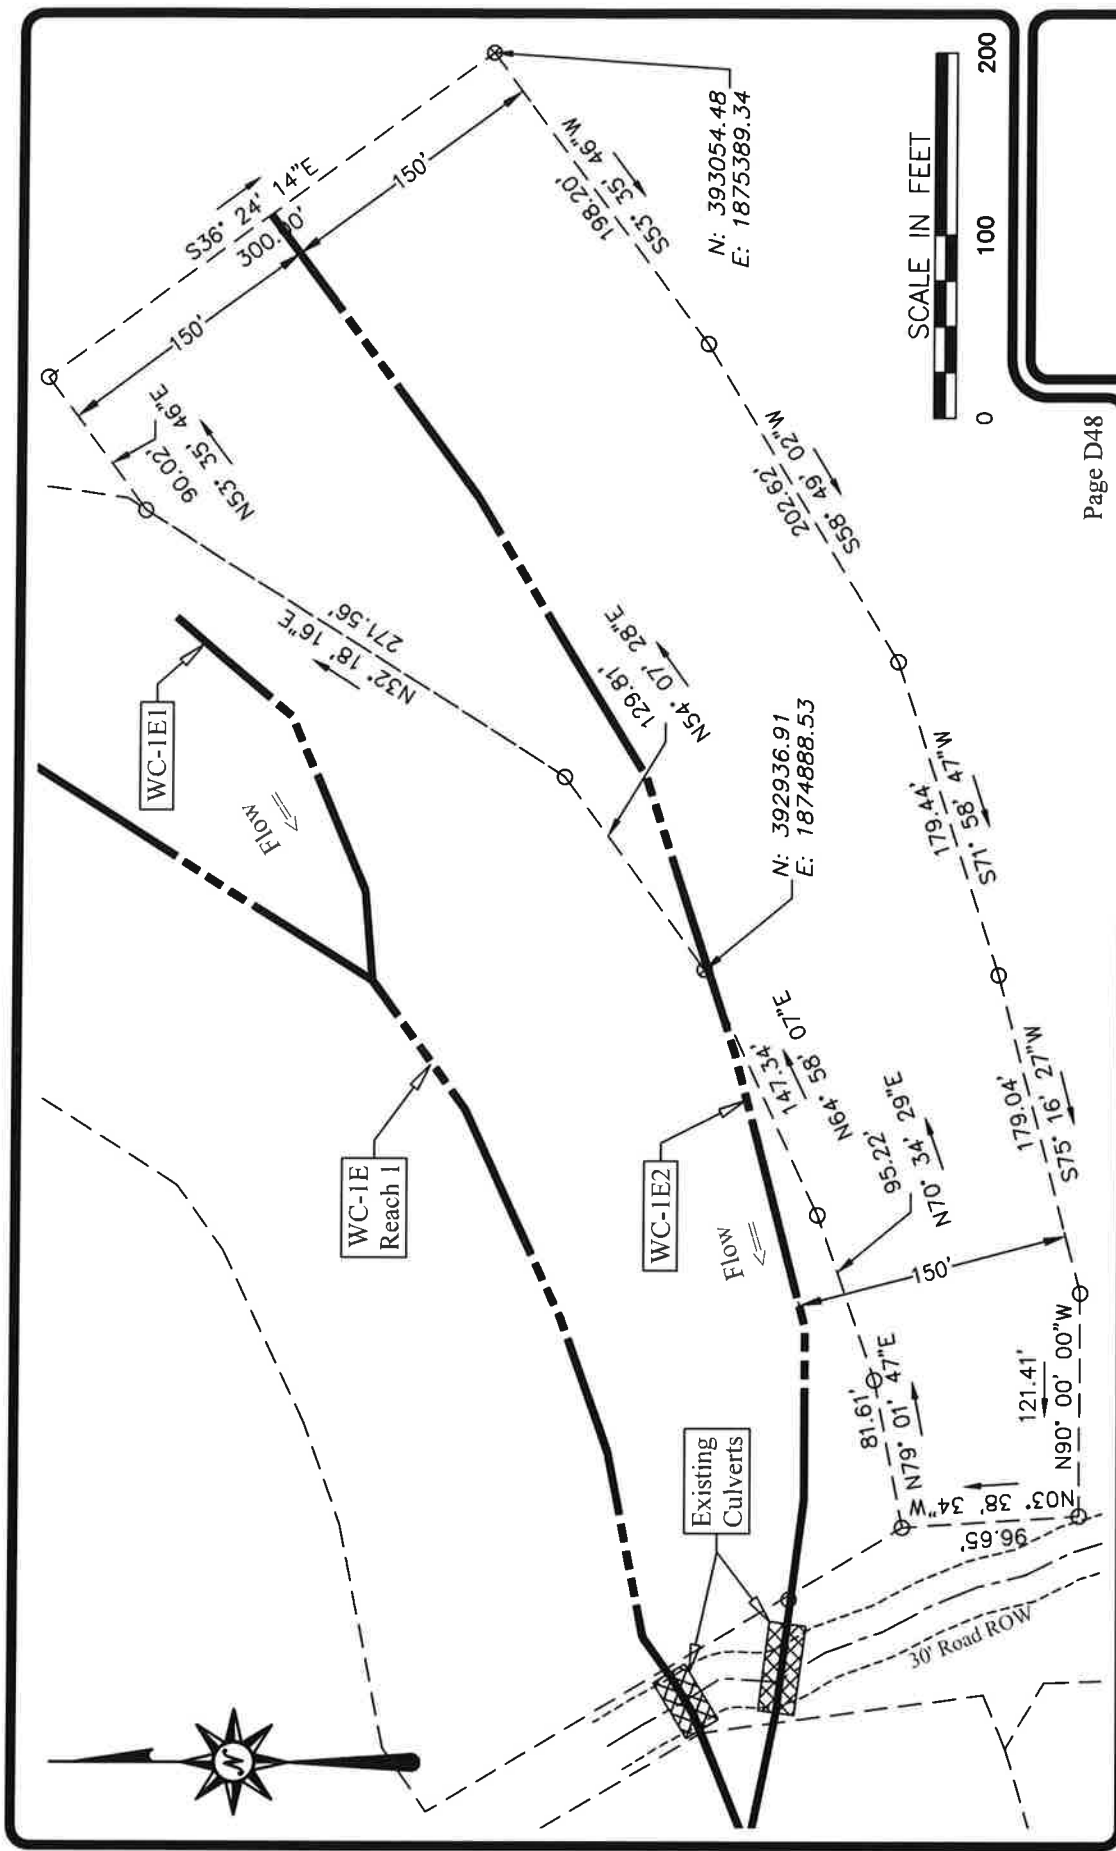 WC-1E1
Flow
WC-1E
Reach 1
WC-1E2
Flow
Existing
Culverts
30' Road ROW
N
S36° 24' 14"E
300.00'
150'
150'
90.02'
N53° 35' 46"E
N32° 18' 16"E
271.56'
129.81'
N54° 07' 28"E
198.20'
S53° 35' 46"W
N: 393054.48
E: 1875389.34
202.62'
S58° 49' 02"W
N: 392936.91
E: 1874888.53
179.44'
S71° 58' 47"W
147.34'
N64° 58' 07"E
95.22'
N70° 34' 29"E
179.04'
S75° 16' 27"W
150'
81.61'
N79° 01' 47"E
121.41'
N90° 00' 00"W
N03° 38' 34"W
96.65'
SCALE IN FEET
0 100 200
Page D48